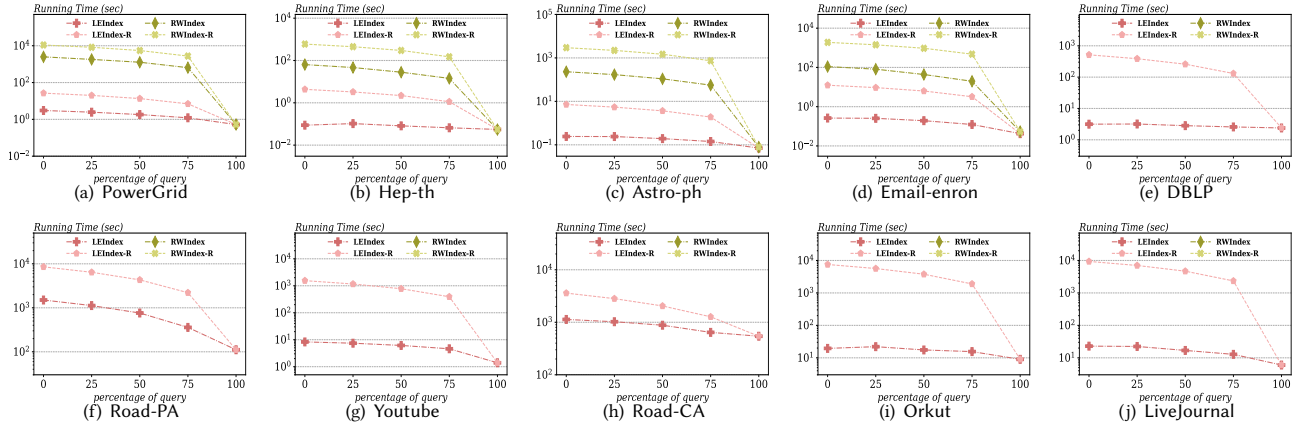 Running Time (sec)
LEIndex RWIndex
LEIndex-R RWIndex-R
10^4
10^2
10^0
10^−2
0 25 50 75 100
percentage of query
(a) PowerGrid
Running Time (sec)
LEIndex RWIndex
LEIndex-R RWIndex-R
10^4
10^2
10^0
10^−2
0 25 50 75 100
percentage of query
(b) Hep-th
Running Time (sec)
LEIndex RWIndex
LEIndex-R RWIndex-R
10^5
10^3
10^1
10^−1
0 25 50 75 100
percentage of query
(c) Astro-ph
Running Time (sec)
LEIndex RWIndex
LEIndex-R RWIndex-R
10^4
10^2
10^0
10^−2
0 25 50 75 100
percentage of query
(d) Email-enron
Running Time (sec)
LEIndex RWIndex
LEIndex-R RWIndex-R
10^3
10^2
10^1
10^0
0 25 50 75 100
percentage of query
(e) DBLP
Running Time (sec)
LEIndex RWIndex
LEIndex-R RWIndex-R
10^4
10^3
10^2
0 25 50 75 100
percentage of query
(f) Road-PA
Running Time (sec)
LEIndex RWIndex
LEIndex-R RWIndex-R
10^4
10^3
10^2
10^1
10^0
0 25 50 75 100
percentage of query
(g) Youtube
Running Time (sec)
LEIndex RWIndex
LEIndex-R RWIndex-R
10^4
10^3
10^2
0 25 50 75 100
percentage of query
(h) Road-CA
Running Time (sec)
LEIndex RWIndex
LEIndex-R RWIndex-R
10^4
10^3
10^2
10^1
0 25 50 75 100
percentage of query
(i) Orkut
Running Time (sec)
LEIndex RWIndex
LEIndex-R RWIndex-R
10^4
10^3
10^2
10^1
0 25 50 75 100
percentage of query
(j) LiveJournal